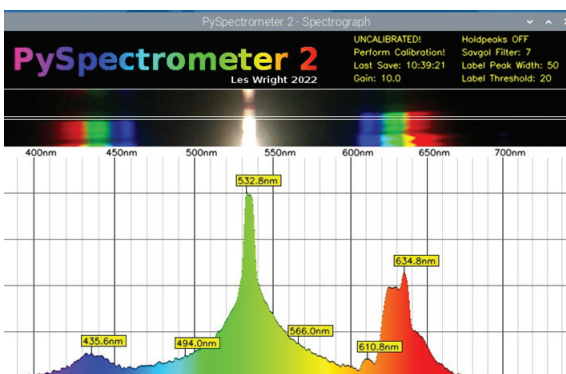 PySpectrometer 2 - Spectrograph
PySpectrometer 2
Les Wright 2022
UNCALIBRATED!
Perform Calibration!
Last Save: 10:39:21
Gain: 10.0
Holdpeaks OFF
Savgol Filter: 7
Label Peak Width: 50
Label Threshold: 20
400nm 450nm 500nm 550nm 600nm 650nm 700nm
532.8nm
634.8nm
566.0nm
435.6nm 494.0nm
610.8nm